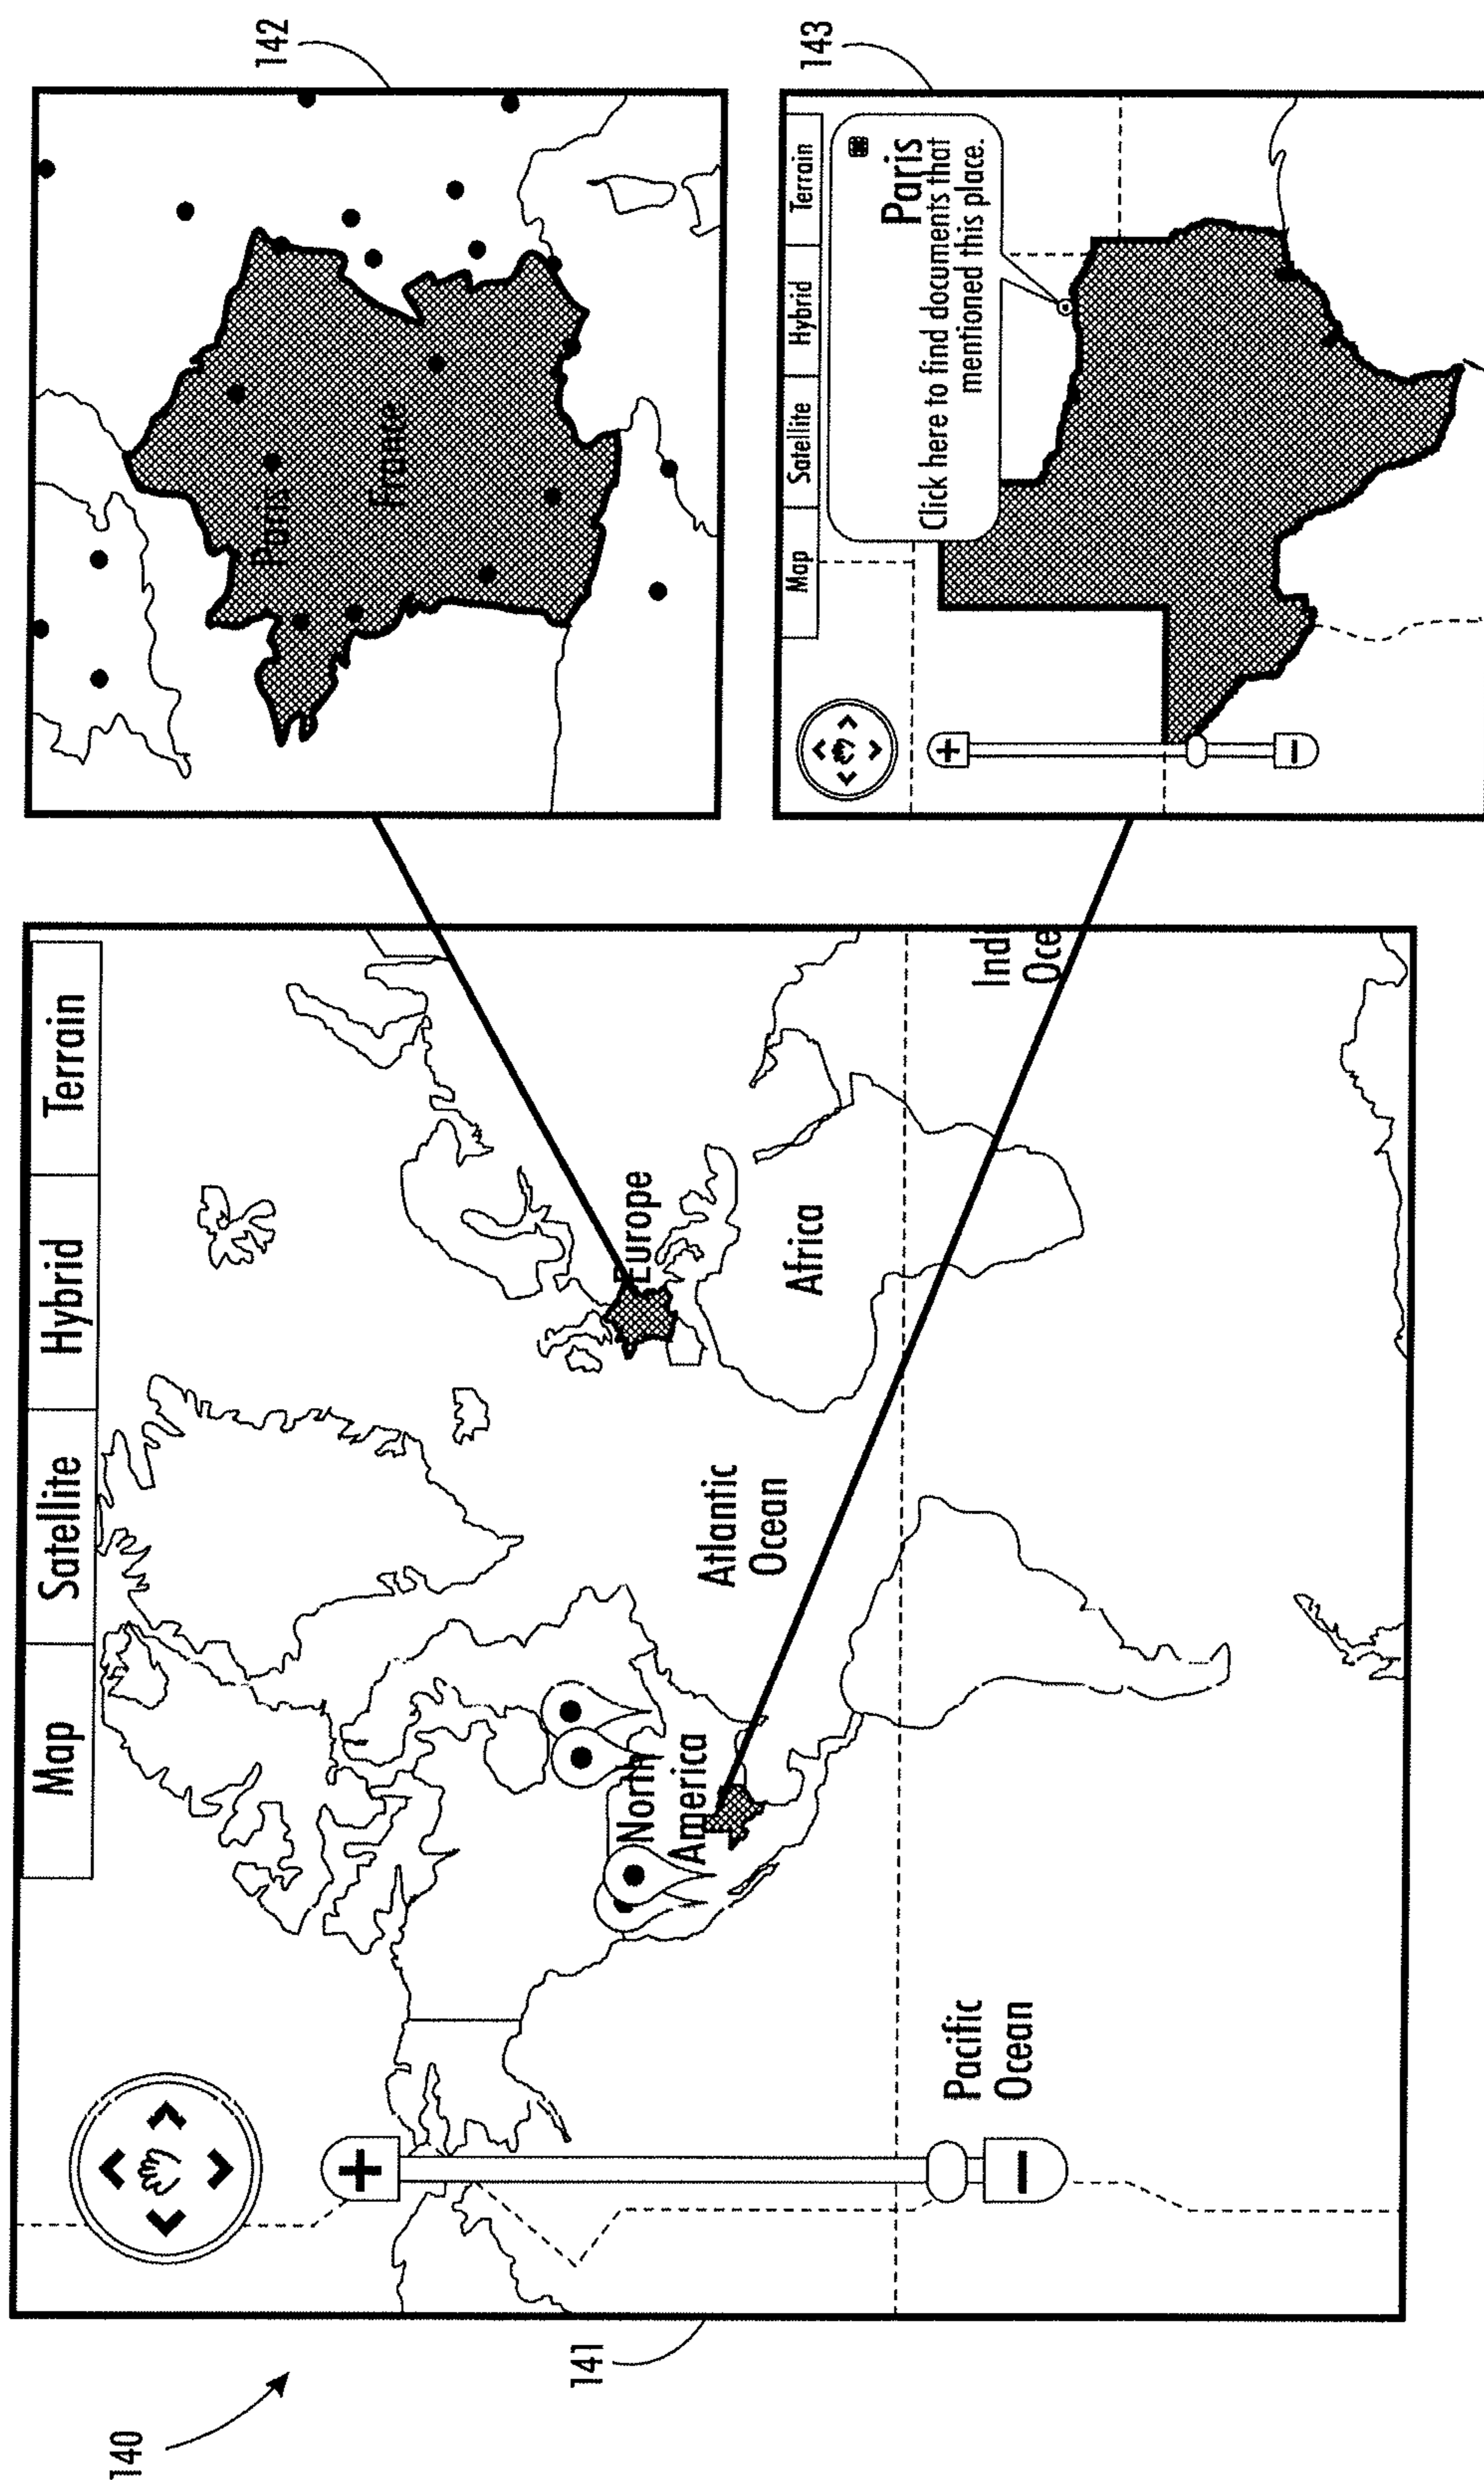 140
141
Map Satellite Hybrid Terrain
North
America
Europe
Africa
Atlantic
Ocean
Pacific
Ocean
Ind
Oce
142
Paris
France
143
Map Satellite Hybrid Terrain
Paris
Click here to find documents that
mentioned this place.